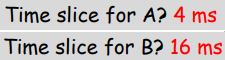 Time slice for A? 4 ms
Time slice for B? 16 ms